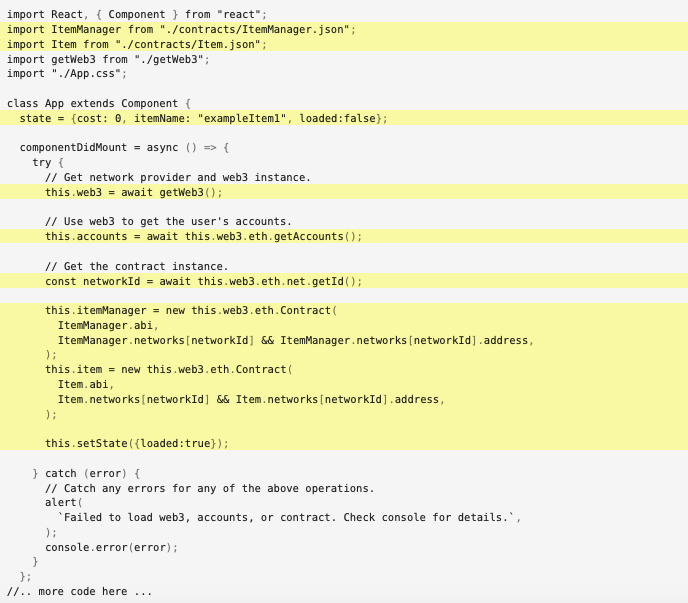 import React, { Component } from "react";
import ItemManager from "./contracts/ItemManager.json";
import Item from "./contracts/Item.json";
import getWeb3 from "./getWeb3";
import "./App.css";

class App extends Component {
  state = {cost: 0, itemName: "exampleItem1", loaded:false};

  componentDidMount = async () => {
    try {
      // Get network provider and web3 instance.
      this.web3 = await getWeb3();

      // Use web3 to get the user's accounts.
      this.accounts = await this.web3.eth.getAccounts();

      // Get the contract instance.
      const networkId = await this.web3.eth.net.getId();

      this.itemManager = new this.web3.eth.Contract(
        ItemManager.abi,
        ItemManager.networks[networkId] && ItemManager.networks[networkId].address,
      );
      this.item = new this.web3.eth.Contract(
        Item.abi,
        Item.networks[networkId] && Item.networks[networkId].address,
      );

      this.setState({loaded:true});

    } catch (error) {
      // Catch any errors for any of the above operations.
      alert(
        `Failed to load web3, accounts, or contract. Check console for details.`,
      );
      console.error(error);
    }
  };
//.. more code here ...